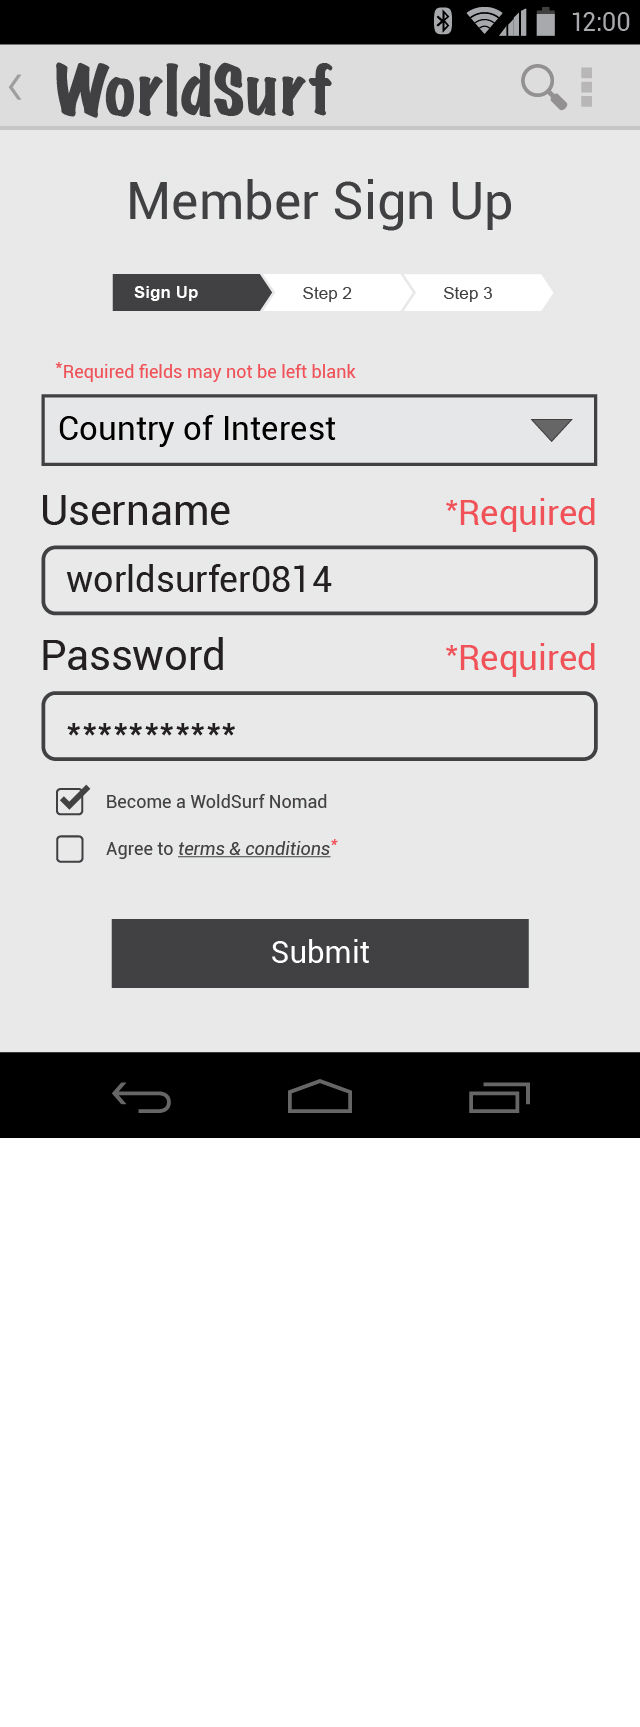 12:00
WorldSurf
Member Sign Up
Sign Up Step 2 Step 3
*Required fields may not be left blank
Country of Interest
Username *Required
worldsurfer0814
Password *Required
***********
Become a WoldSurf Nomad
Agree to terms & conditions*
Submit